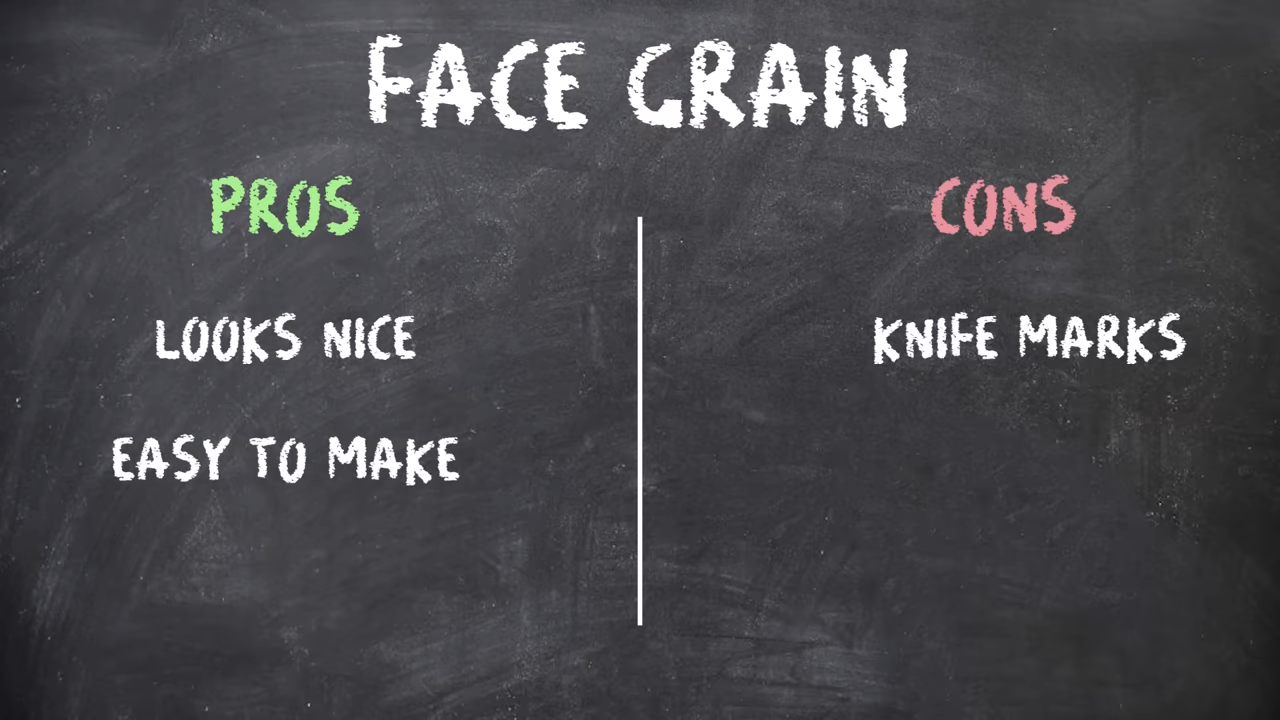 FACE GRAIN
PROS
LOOKS NICE
EASY TO MAKE
CONS
KNIFE MARKS